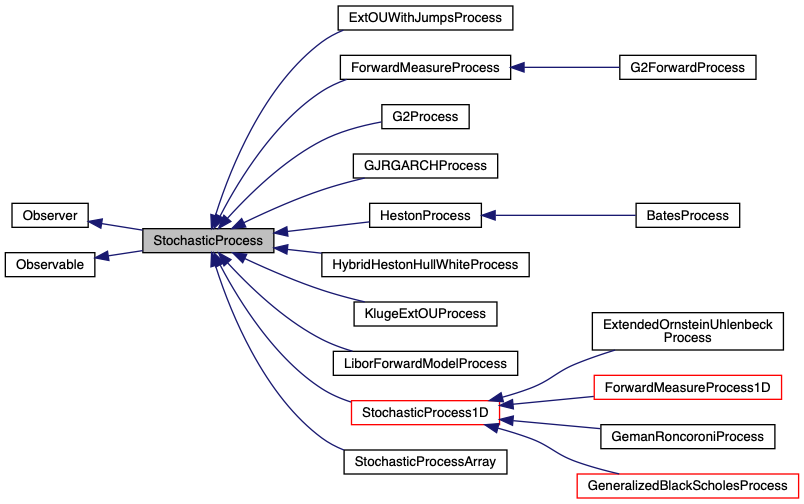 ExtOUWithJumpsProcess
ForwardMeasureProcess
G2ForwardProcess
G2Process
GJRGARCHProcess
Observer
HestonProcess
BatesProcess
StochasticProcess
Observable
HybridHestonHullWhiteProcess
KlugeExtOUProcess
ExtendedOrnsteinUhlenbeck
Process
LiborForwardModelProcess
ForwardMeasureProcess1D
StochasticProcess1D
GemanRoncoroniProcess
StochasticProcessArray
GeneralizedBlackScholesProcess